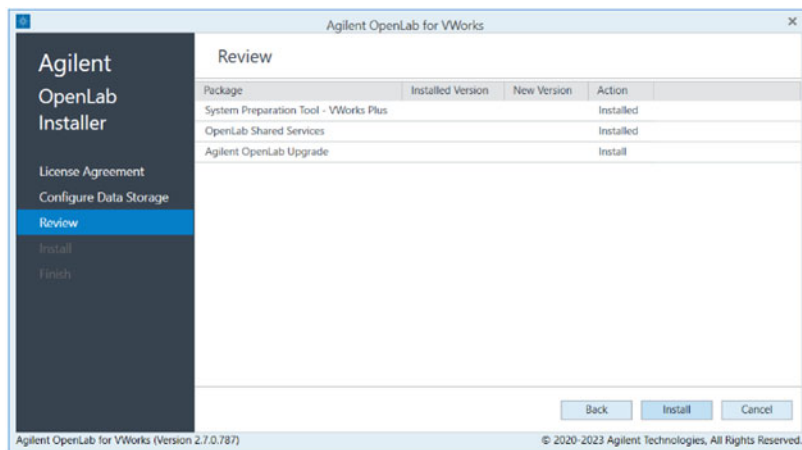 Agilent OpenLab for VWorks
Agilent
OpenLab
Installer
License Agreement
Configure Data Storage
Review
Install
Finish
Review
Package Installed Version New Version Action
System Preparation Tool - VWorks Plus Installed
OpenLab Shared Services Installed
Agilent OpenLab Upgrade Install
Back Install Cancel
Agilent OpenLab for VWorks (Version 2.7.0.787) © 2020-2023 Agilent Technologies, All Rights Reserved.